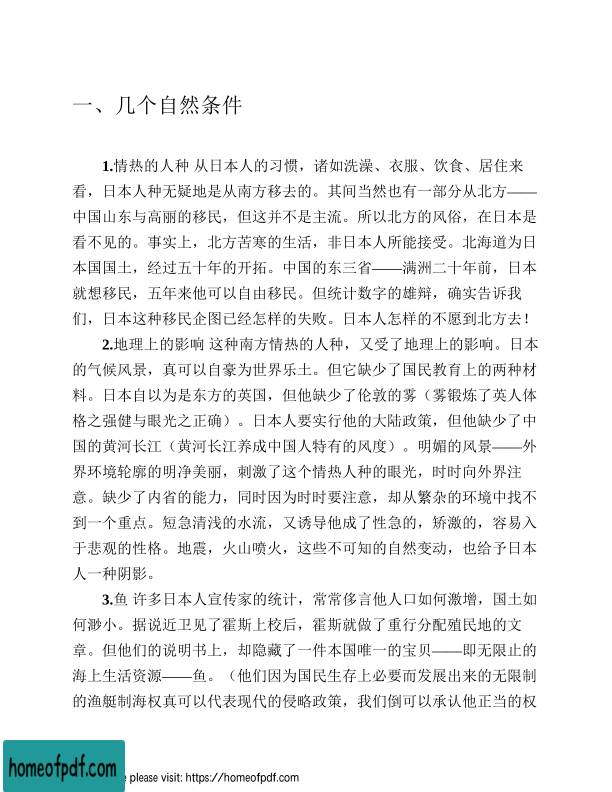 一、几个自然条件
1.情热的人种 从日本人的习惯，诸如洗澡、衣服、饮食、居住来
看，日本人种无疑地是从南方移去的。其间当然也有一部分从北方——
中国山东与高丽的移民，但这并不是主流。所以北方的风俗，在日本是
看不见的。事实上，北方苦寒的生活，非日本人所能接受。北海道为日
本国国土，经过五十年的开拓。中国的东三省——满洲二十年前，日本
就想移民，五年来他可以自由移民。但统计数字的雄辩，确实告诉我
们，日本这种移民企图已经怎样的失败。日本人怎样的不愿到北方去！
2.地理上的影响 这种南方情热的人种，又受了地理上的影响。日本
的气候风景，真可以自豪为世界乐土。但它缺少了国民教育上的两种材
料。日本自以为是东方的英国，但他缺少了伦敦的雾（雾锻炼了英人体
格之强健与眼光之正确）。日本人要实行他的大陆政策，但他缺少了中
国的黄河长江（黄河长江养成中国人特有的风度）。明媚的风景——外
界环境轮廓的明净美丽，刺激了这个情热人种的眼光，时时向外界注
意。缺少了内省的能力，同时因为时时要注意，却从繁杂的环境中找不
到一个重点。短急清浅的水流，又诱导他成了性急的，矫激的，容易入
于悲观的性格。地震，火山喷火，这些不可知的自然变动，也给予日本
人一种阴影。
3.鱼 许多日本人宣传家的统计，常常侈言他人口如何激增，国土如
何渺小。据说近卫见了霍斯上校后，霍斯就做了重行分配殖民地的文
章。但他们的说明书上，却隐藏了一件本国唯一的宝贝——即无限止的
海上生活资源——鱼。（他们因为国民生存上必要而发展出来的无限制
的渔艇制海权真可以代表现代的侵略政策，我们倒可以承认他正当的权
homeofpdf.com
please visit: https://homeofpdf.com